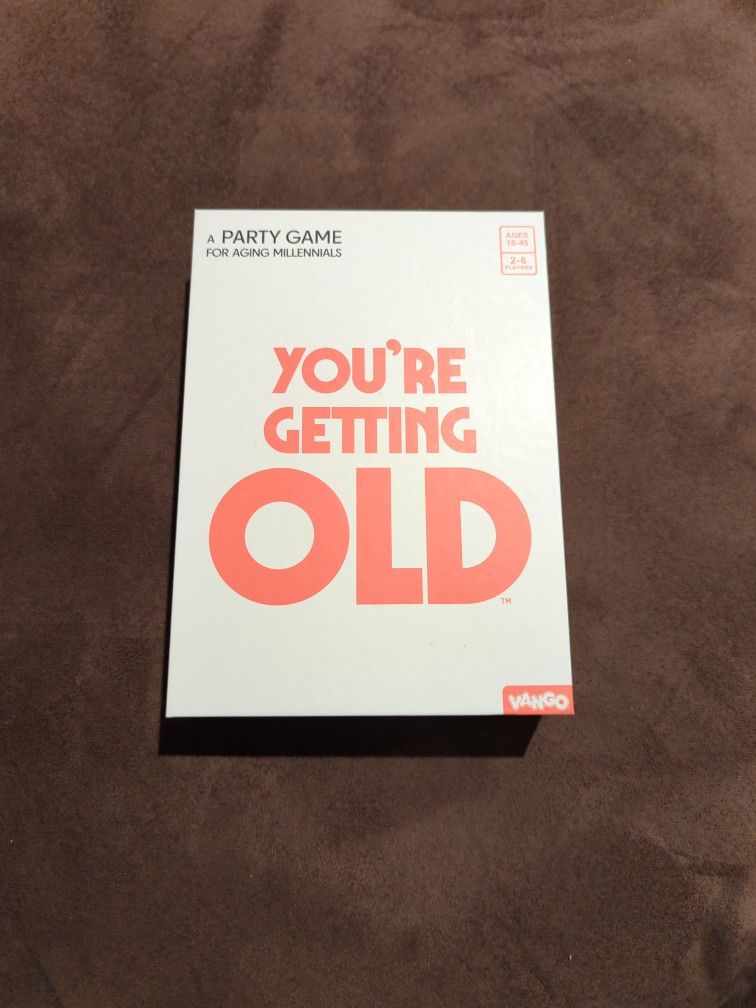 A PARTY GAME
FOR AGING MILLENNIALS
AGES
18-45
2-6
PLAYERS
YOU'RE
GETTING
OLD
TM
VANGO